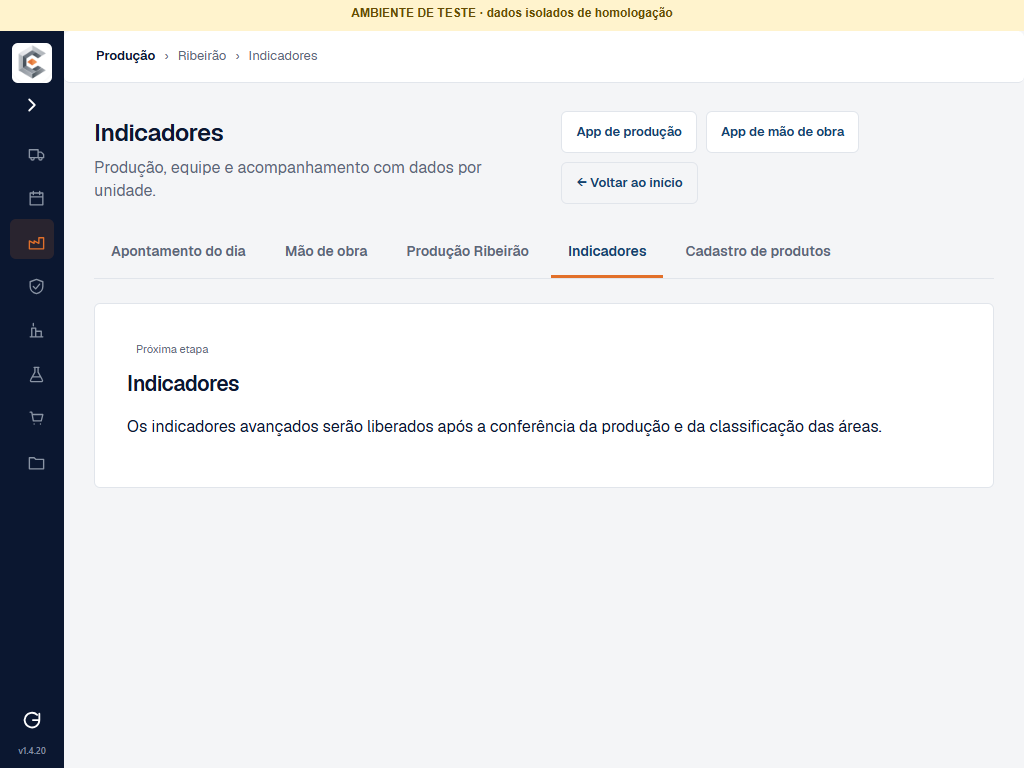 AMBIENTE DE TESTE · dados isolados de homologação
Produção › Ribeirão › Indicadores
Indicadores
Produção, equipe e acompanhamento com dados por
unidade.
App de produção
App de mão de obra
← Voltar ao início
Apontamento do dia
Mão de obra
Produção Ribeirão
Indicadores
Cadastro de produtos
Próxima etapa
Indicadores
Os indicadores avançados serão liberados após a conferência da produção e da classificação das áreas.
v1.4.20